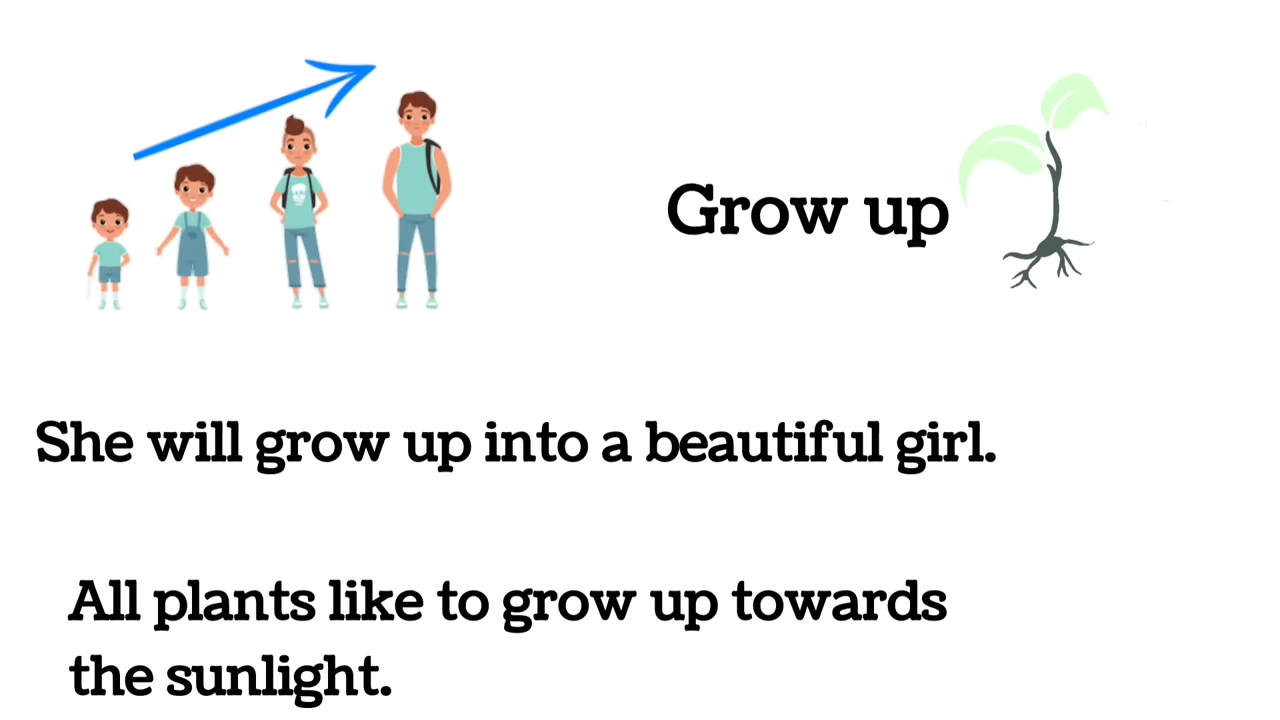 Grow up
She will grow up into a beautiful girl.
All plants like to grow up towards
the sunlight.